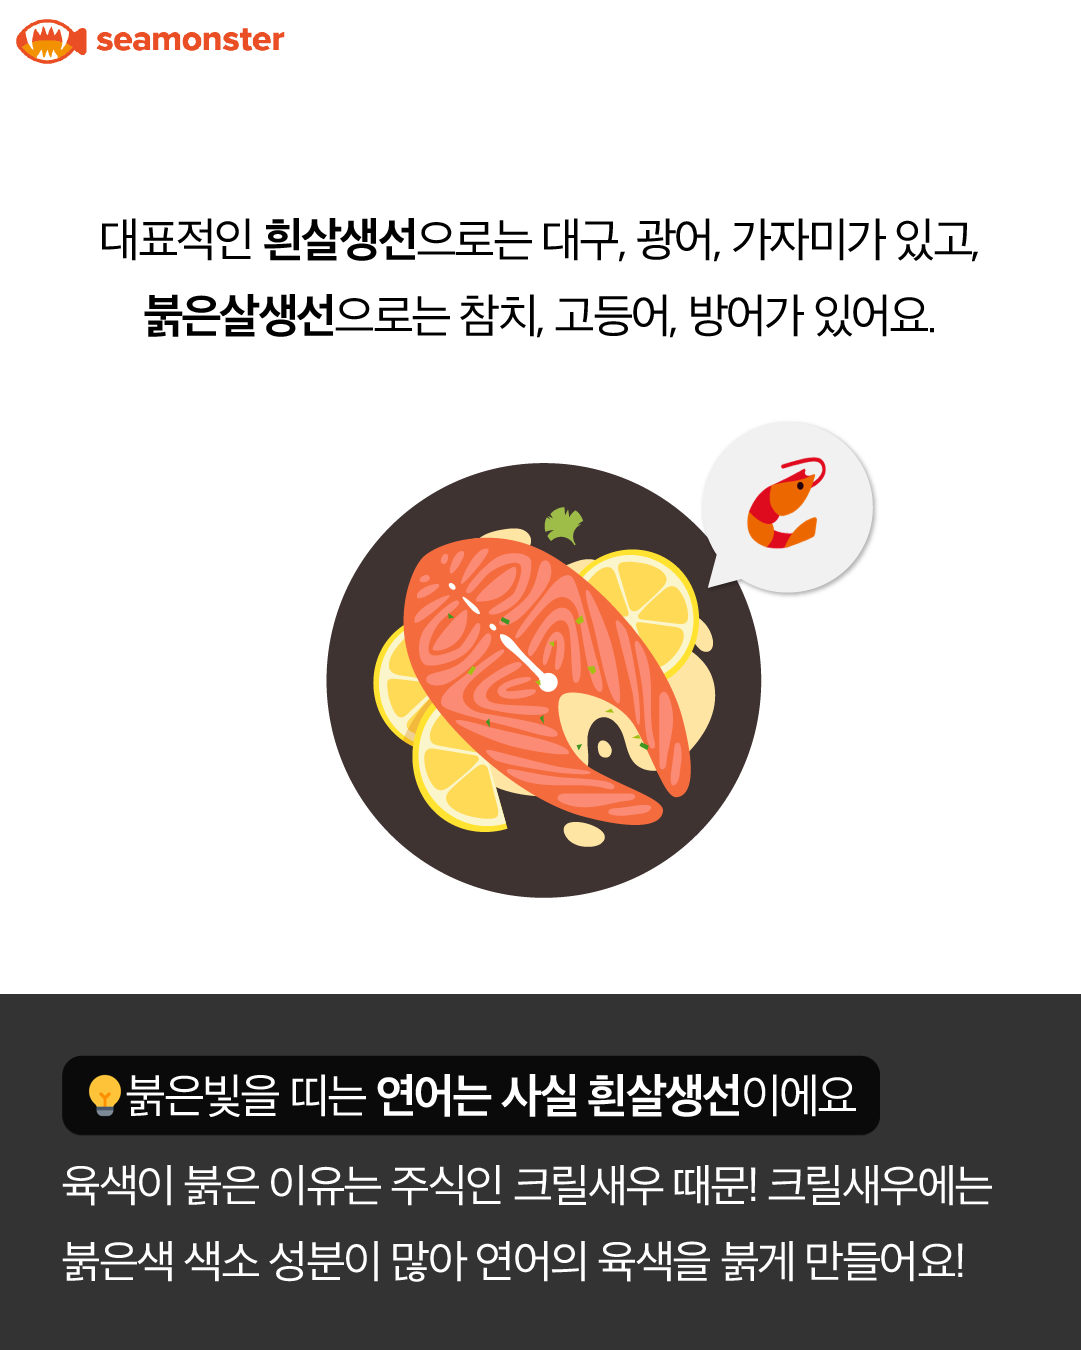 seamonster
대표적인 흰살생선으로는 대구, 광어, 가자미가 있고,
붉은살생선으로는 참치, 고등어, 방어가 있어요.
붉은빛을 띠는 연어는 사실 흰살생선이에요
육색이 붉은 이유는 주식인 크릴새우 때문! 크릴새우에는
붉은색 색소 성분이 많아 연어의 육색을 붉게 만들어요!